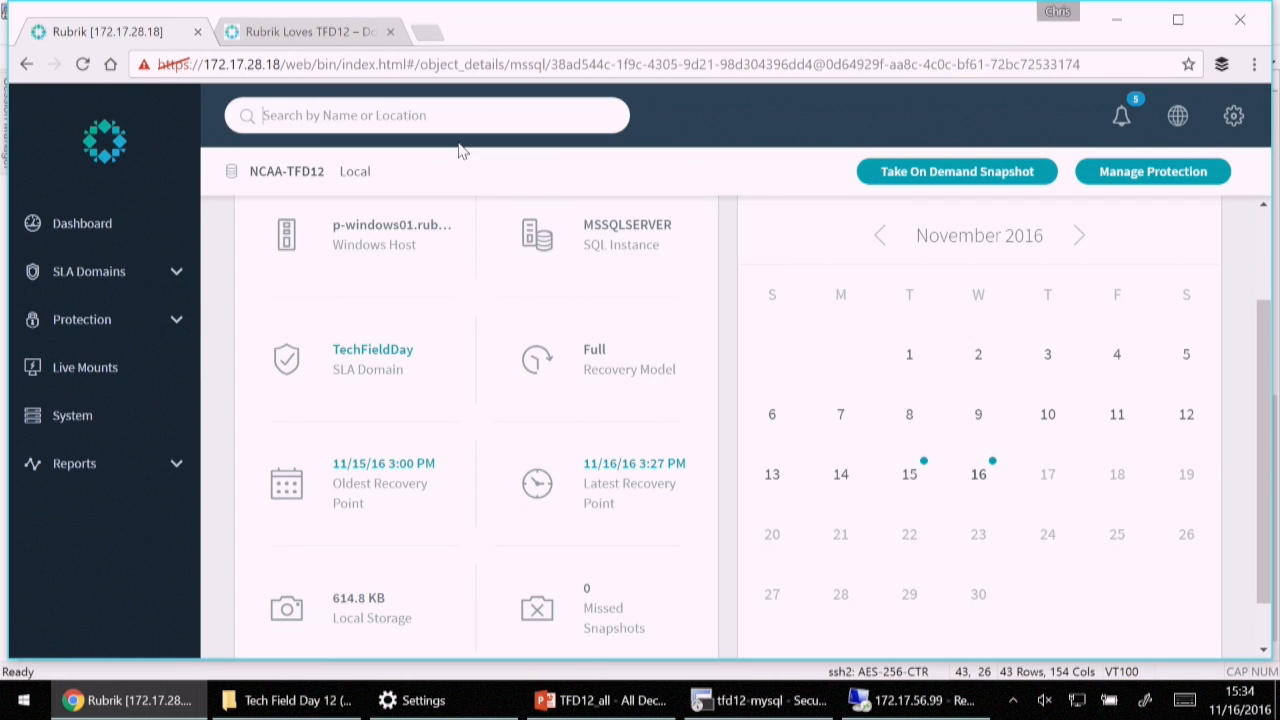 Chris
Rubrik [172.17.28.18]
Rubrik Loves TFD12 – Do
https://172.17.28.18/web/bin/index.html#/object_details/mssql/38ad544c-1f9c-4305-9d21-98d304396dd4@0d64929f-aa8c-4c0c-bf61-72bc72533174
Search by Name or Location
5
NCAA-TFD12 Local
Take On Demand Snapshot
Manage Protection
Dashboard
SLA Domains
Protection
Live Mounts
System
Reports
p-windows01.rub...
Windows Host
MSSQLSERVER
SQL Instance
TechFieldDay
SLA Domain
Full
Recovery Model
11/15/16 3:00 PM
Oldest Recovery
Point
11/16/16 3:27 PM
Latest Recovery
Point
614.8 KB
Local Storage
0
Missed
Snapshots
November 2016
S M T W T F S
1 2 3 4 5
6 7 8 9 10 11 12
13 14 15 16 17 18 19
20 21 22 23 24 25 26
27 28 29 30
Ready
ssh2: AES-256-CTR 43, 26 43 Rows, 154 Cols VT100 CAP NUM
Rubrik [172.17.28....
Tech Field Day 12 (...
Settings
TFD12_all - All Dec...
tfd12-mysql - Secu...
172.17.56.99 - Re...
15:34
11/16/2016